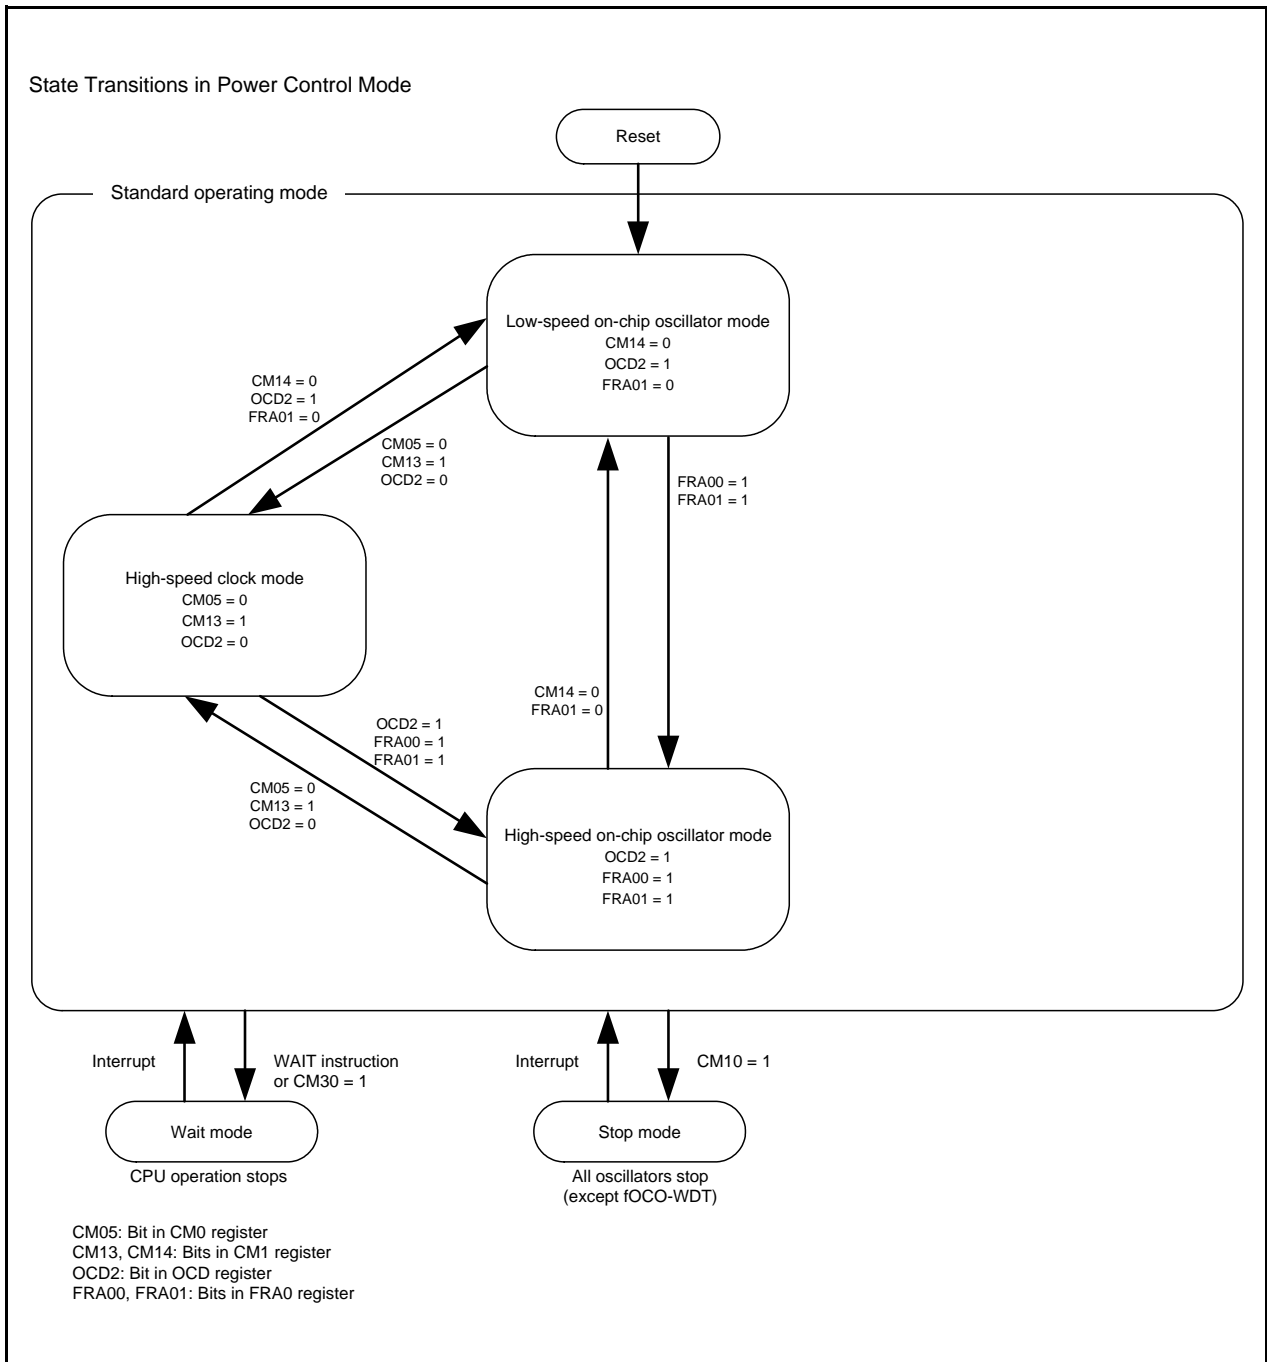 State Transitions in Power Control Mode
Reset
Standard operating mode
Low-speed on-chip oscillator mode
CM14 = 0
OCD2 = 1
FRA01 = 0
CM14 = 0
OCD2 = 1
FRA01 = 0
CM05 = 0
CM13 = 1
OCD2 = 0
FRA00 = 1
FRA01 = 1
High-speed clock mode
CM05 = 0
CM13 = 1
OCD2 = 0
CM14 = 0
FRA01 = 0
OCD2 = 1
FRA00 = 1
FRA01 = 1
CM05 = 0
CM13 = 1
OCD2 = 0
High-speed on-chip oscillator mode
OCD2 = 1
FRA00 = 1
FRA01 = 1
Interrupt
WAIT instruction
or CM30 = 1
Interrupt
CM10 = 1
Wait mode
CPU operation stops
Stop mode
All oscillators stop
(except fOCO-WDT)
CM05: Bit in CM0 register
CM13, CM14: Bits in CM1 register
OCD2: Bit in OCD register
FRA00, FRA01: Bits in FRA0 register